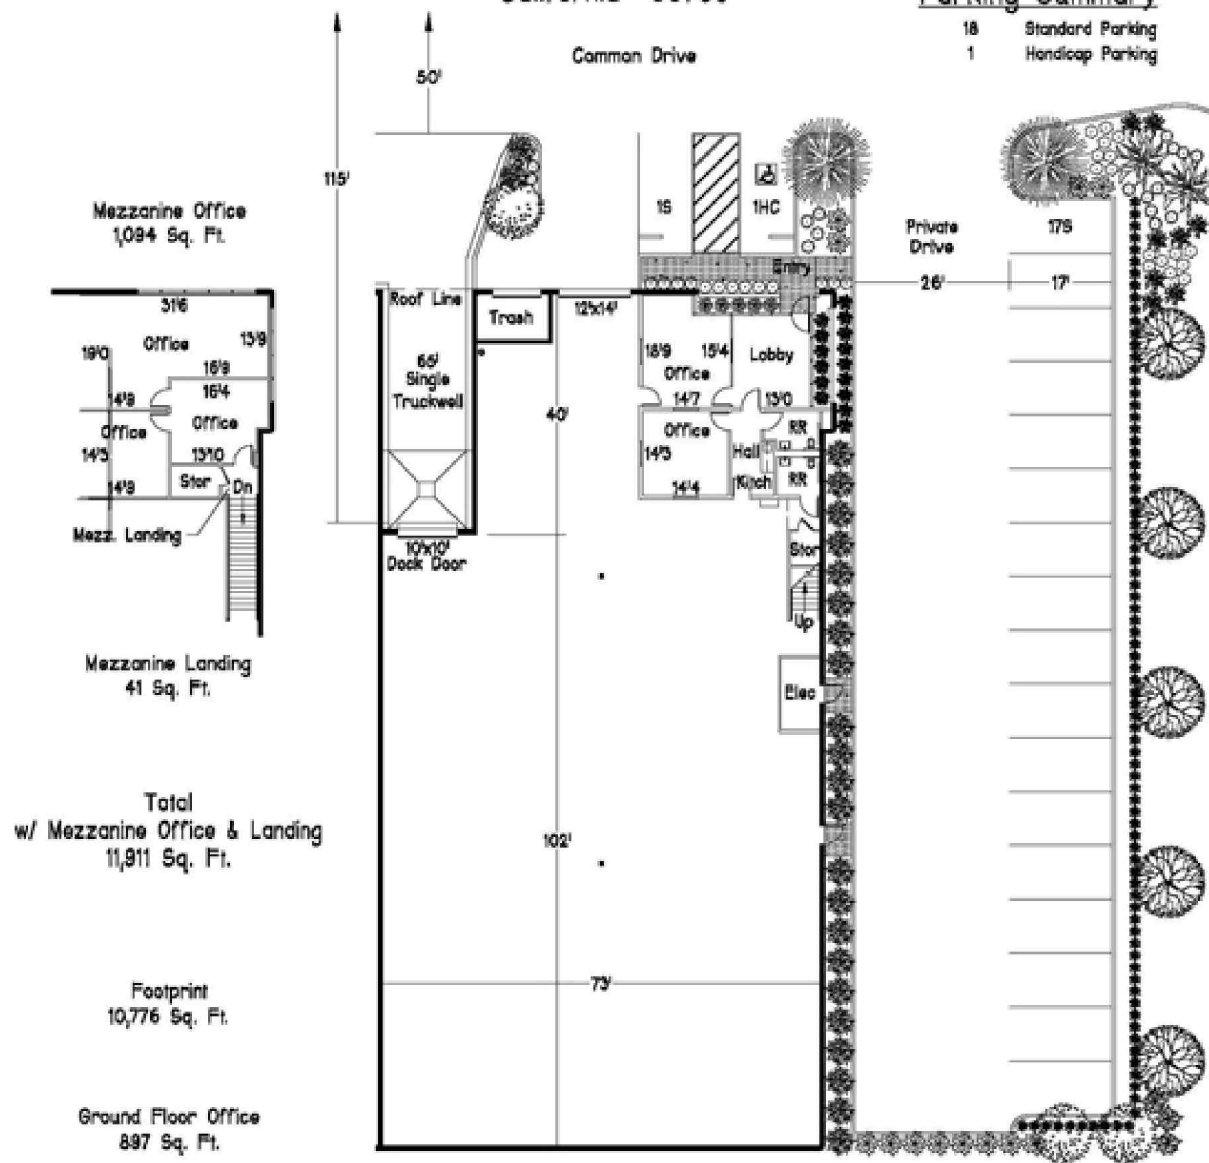 Parking Summary
18 Standard Parking
1 Handicap Parking
Common Drive
50'
115'
Mezzanine Office
1,094 Sq. Ft.
1S
1HC
Private
Drive
17S
Entry
26'
17'
31'6
Office
13'9
19'0
16'9
16'4
14'9
Office
Office
14'3
13'10
Stor
Dn
14'9
Mezz. Landing
Roof Line
Trash
12'x14'
65'
Single
Truckwell
40'
18'9
15'4
Lobby
Office
14'7
13'0
Office
RR
14'3
Hall
14'4
Kitch
RR
10'x10'
Dock Door
Stor
Up
Mezzanine Landing
41 Sq. Ft.
Elec
Total
w/ Mezzanine Office & Landing
11,911 Sq. Ft.
102'
73'
Footprint
10,776 Sq. Ft.
Ground Floor Office
897 Sq. Ft.